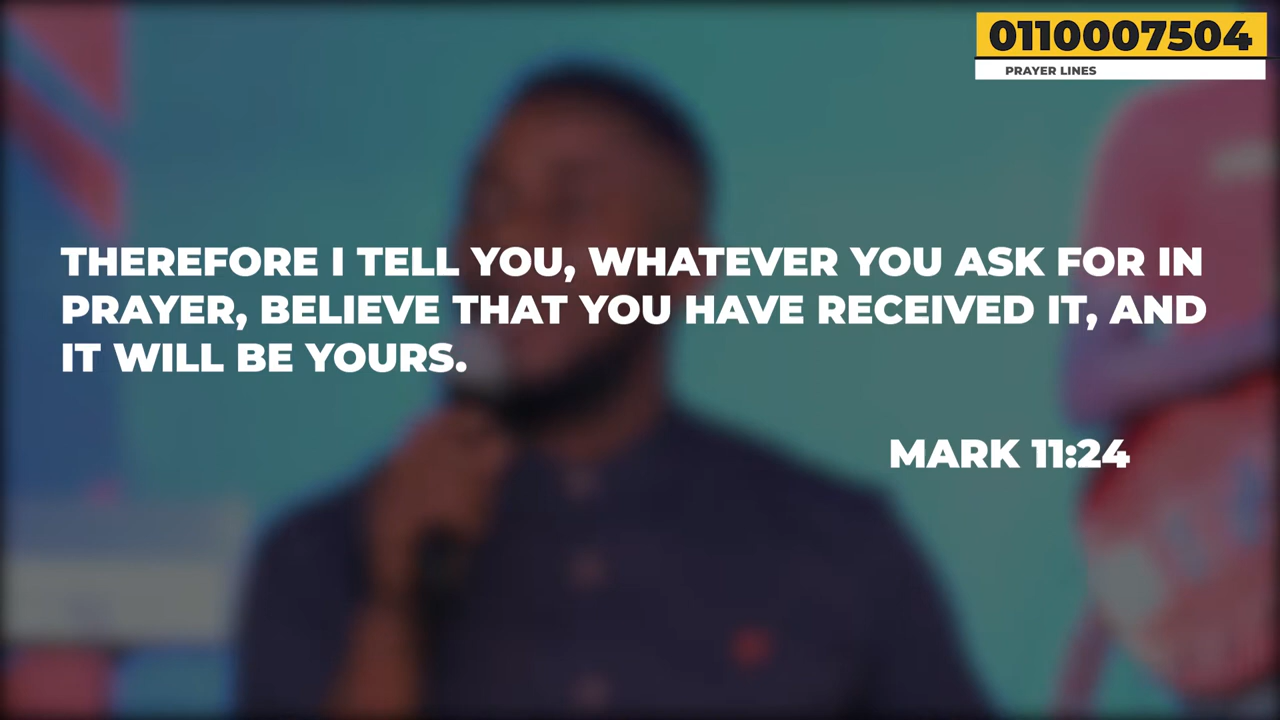 0110007504
PRAYER LINES
THEREFORE I TELL YOU, WHATEVER YOU ASK FOR IN
PRAYER, BELIEVE THAT YOU HAVE RECEIVED IT, AND
IT WILL BE YOURS.
MARK 11:24